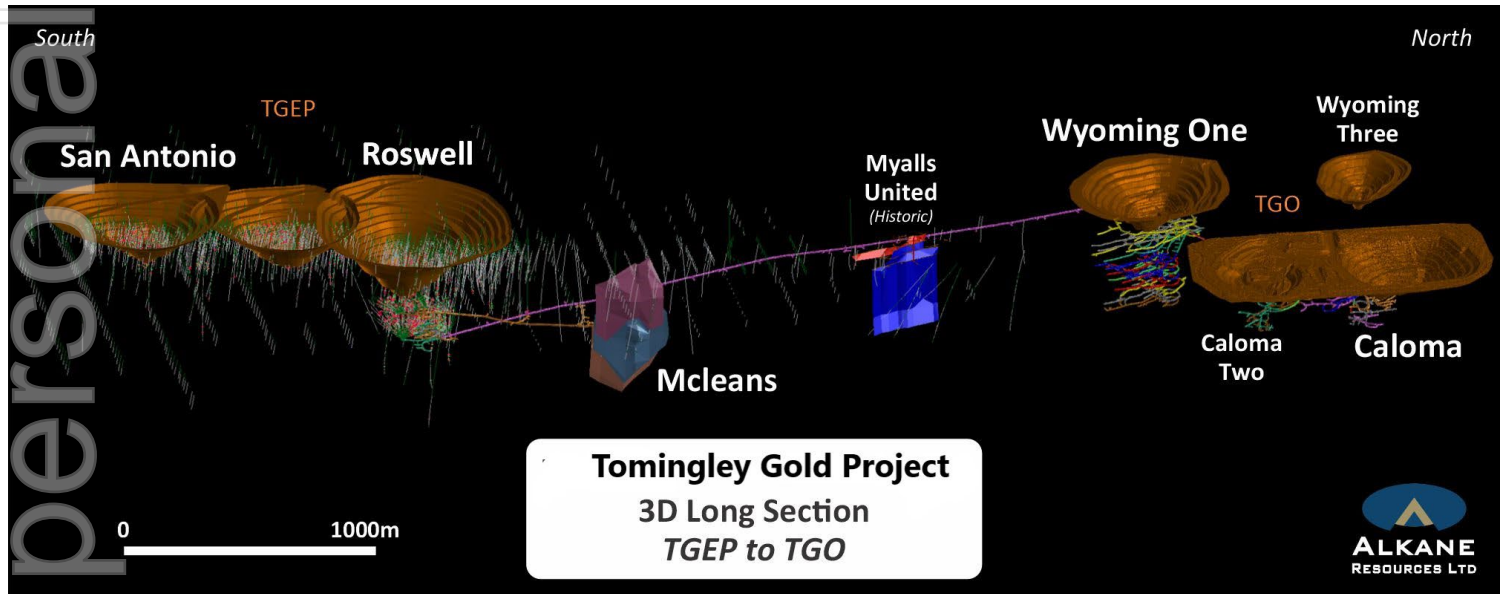 personal
South
North
TGEP
San Antonio
Roswell
Myalls
United
(Historic)
Wyoming One
Wyoming
Three
TGO
Mcleans
Caloma
Two
Caloma
Tomingley Gold Project
3D Long Section
TGEP to TGO
0 1000m
ALKANE
RESOURCES LTD